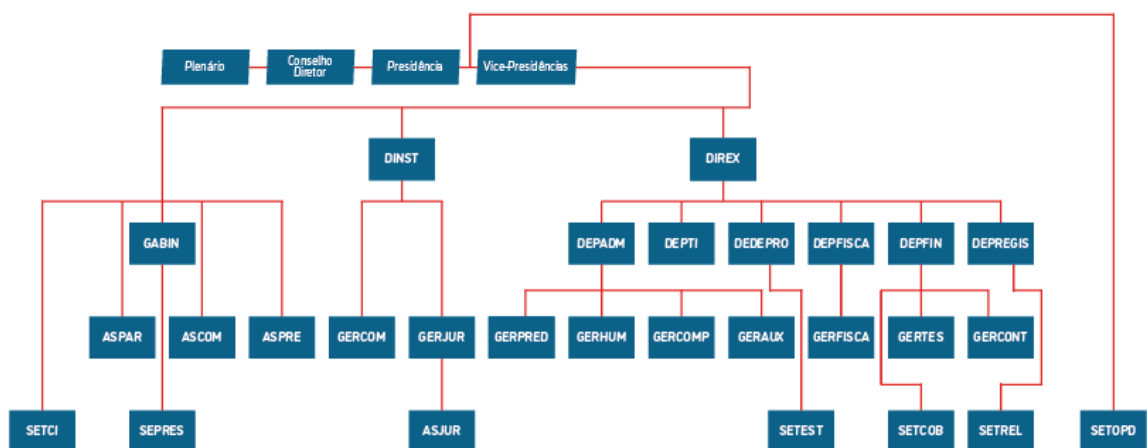 Plenário
Conselho
Diretor
Presidência
Vice-Presidências
DINST
DIREX
GABIN
DEPADM
DEPTI
DEDEPRO
DEPFISCA
DEPFIN
DEPREGIS
ASPAR
ASCOM
ASPRE
GERCOM
GERJUR
GERPRED
GERHUM
GERCOMP
GERAUX
GERFISCA
GERTES
GERCONT
SETCI
SEPRES
ASJUR
SETEST
SETCOB
SETREL
SETOPD